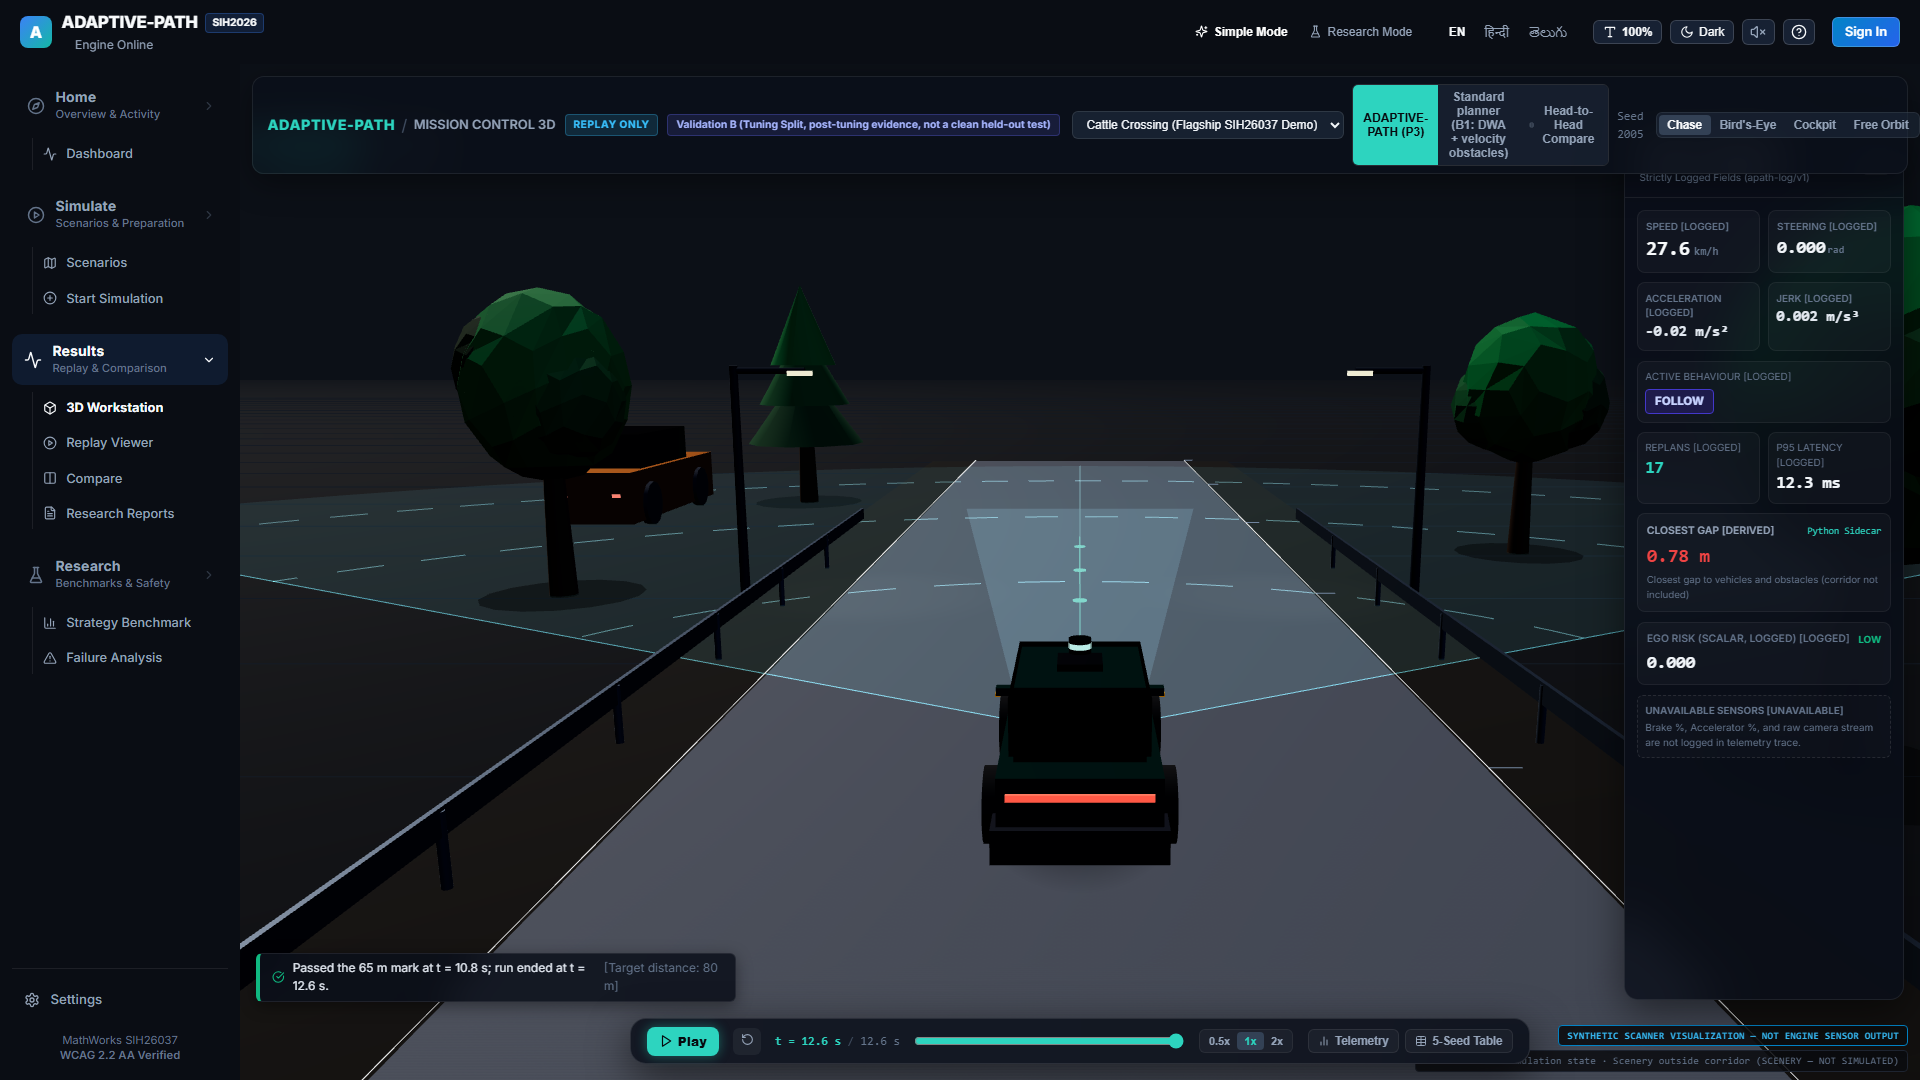 A
ADAPTIVE-PATH SIH2026
Engine Online
Simple Mode Research Mode EN हिन्दी తెలుగు 100% Dark Sign In
Home
Overview & Activity
Dashboard
Simulate
Scenarios & Preparation
Scenarios
Start Simulation
Results
Replay & Comparison
3D Workstation
Replay Viewer
Compare
Research Reports
Research
Benchmarks & Safety
Strategy Benchmark
Failure Analysis
Settings
MathWorks SIH26037
WCAG 2.2 AA Verified
ADAPTIVE-PATH / MISSION CONTROL 3D REPLAY ONLY Validation B (Tuning Split, post-tuning evidence, not a clean held-out test) Cattle Crossing (Flagship SIH26037 Demo)
ADAPTIVE-
PATH (P3)
Standard
planner
(B1: DWA
+ velocity
obstacles)
Head-to-
Head
Compare
Seed
2005
Chase Bird's-Eye Cockpit Free Orbit
Strictly Logged Fields (apath-log/v1)
SPEED [LOGGED]
27.6 km/h
STEERING [LOGGED]
0.000 rad
ACCELERATION
[LOGGED]
-0.02 m/s²
JERK [LOGGED]
0.002 m/s³
ACTIVE BEHAVIOUR [LOGGED]
FOLLOW
REPLANS [LOGGED]
17
P95 LATENCY
[LOGGED]
12.3 ms
CLOSEST GAP [DERIVED] Python Sidecar
0.78 m
Closest gap to vehicles and obstacles (corridor not
included)
EGO RISK (SCALAR, LOGGED) [LOGGED] LOW
0.000
UNAVAILABLE SENSORS [UNAVAILABLE]
Brake %, Accelerator %, and raw camera stream
are not logged in telemetry trace.
Passed the 65 m mark at t = 10.8 s; run ended at t =
12.6 s.
[Target distance: 80
m]
Play t = 12.6 s / 12.6 s 0.5x 1x 2x Telemetry 5-Seed Table
SYNTHETIC SCANNER VISUALIZATION — NOT ENGINE SENSOR OUTPUT
state · Scenery outside corridor (SCENERY — NOT SIMULATED)